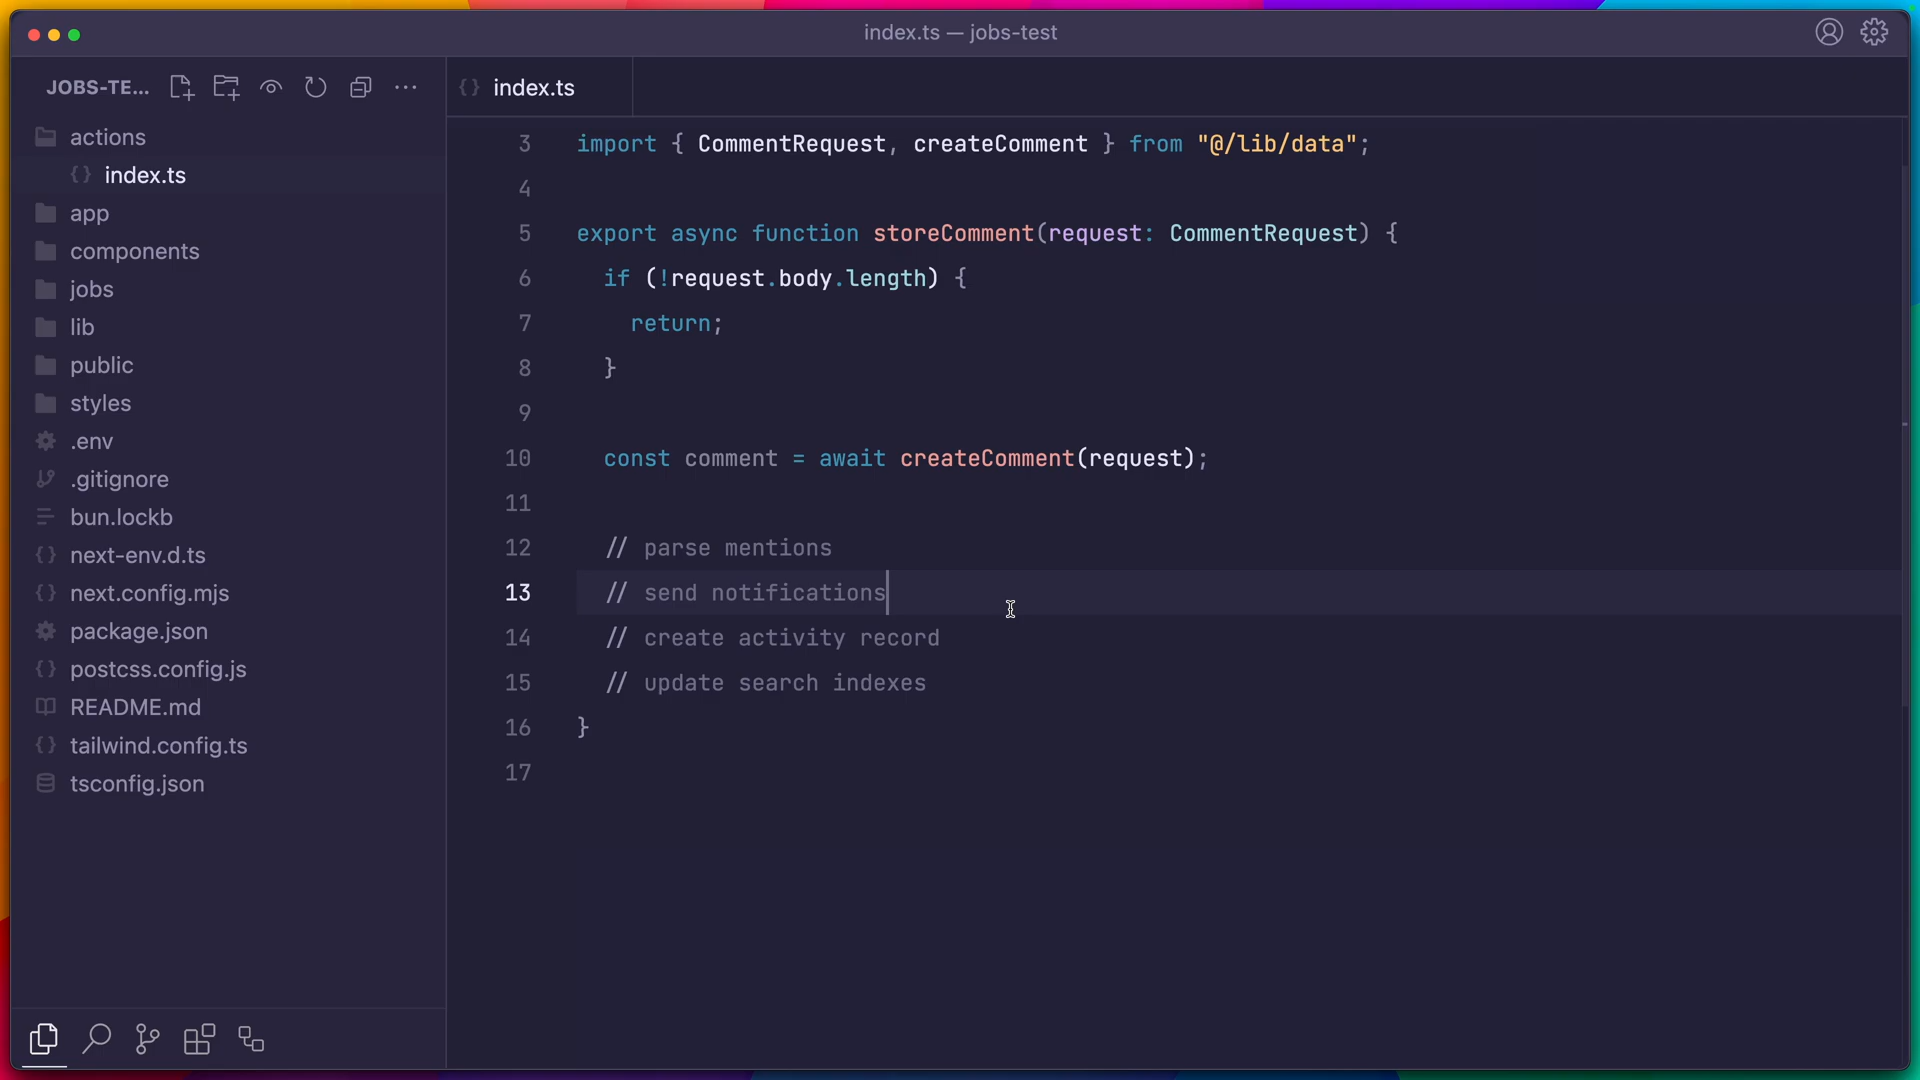 index.ts — jobs-test
JOBS-TE...
actions
index.ts
app
components
jobs
lib
public
styles
.env
.gitignore
bun.lockb
next-env.d.ts
next.config.mjs
package.json
postcss.config.js
README.md
tailwind.config.ts
tsconfig.json
index.ts
3 import { CommentRequest, createComment } from "@/lib/data";
4
5 export async function storeComment(request: CommentRequest) {
6 if (!request.body.length) {
7 return;
8 }
9
10 const comment = await createComment(request);
11
12 // parse mentions
13 // send notifications
14 // create activity record
15 // update search indexes
16 }
17